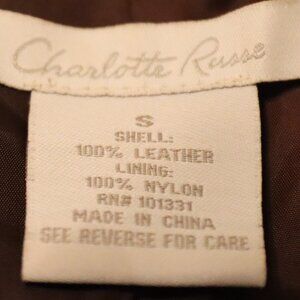 Charlotte Russe
S
SHELL:
100% LEATHER
LINING:
100% NYLON
RN# 101331
MADE IN CHINA
SEE REVERSE FOR CARE